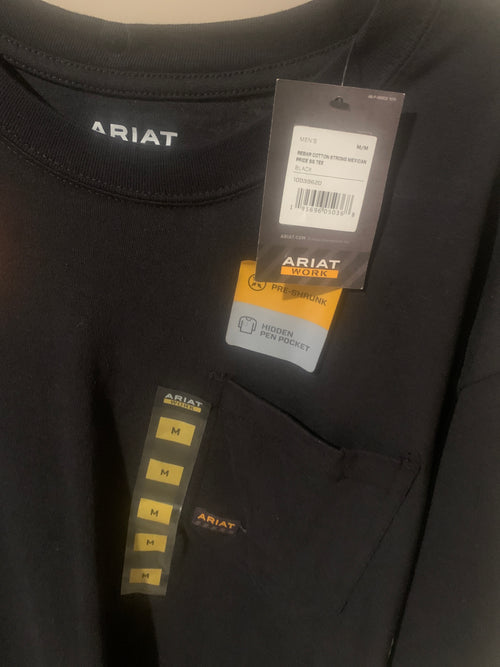 ARIAT
MEN'S M/M
REBAR COTTON STRONG MEXICAN
PRIDE SS TEE
BLACK
10039620
ARIAT.COM
ARIAT
WORK
PRE-SHRUNK
HIDDEN
PEN POCKET
ARIAT
WORK
M
M
M
M
M
ARIAT